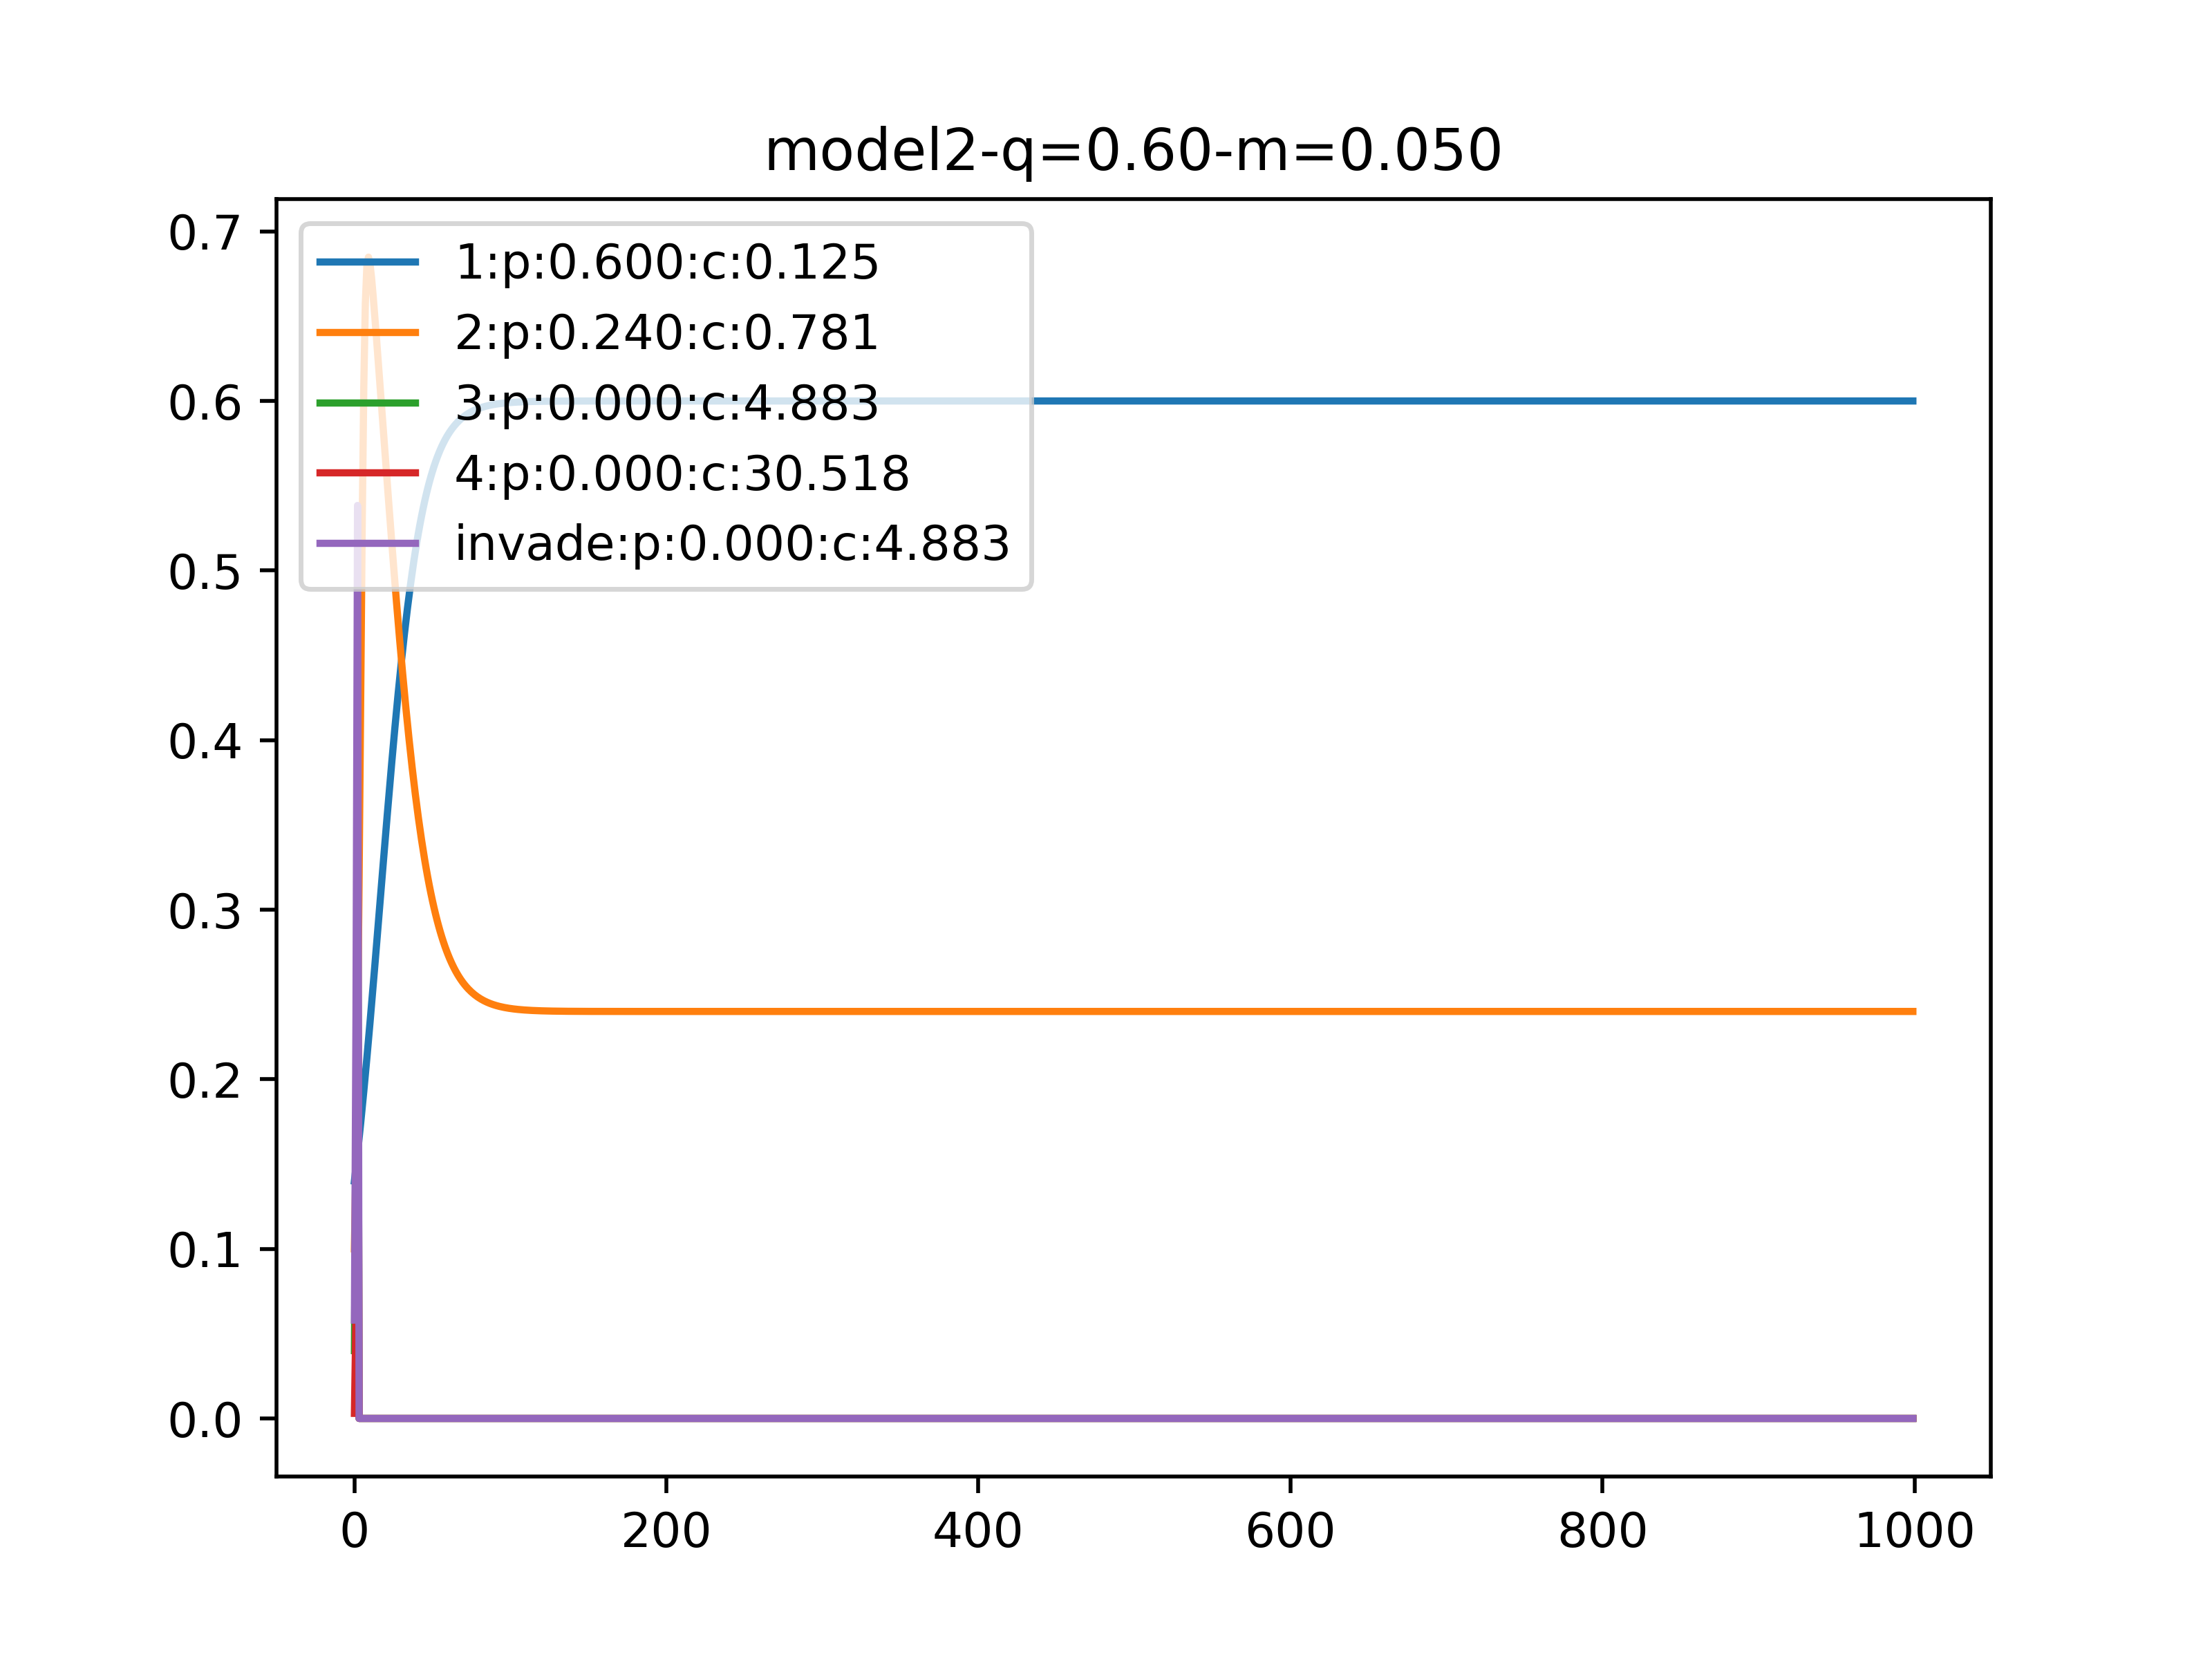 model2-q=0.60-m=0.050
0.7
0.6
0.5
0.4
0.3
0.2
0.1
0.0
1:p:0.600:c:0.125
2:p:0.240:c:0.781
3:p:0.000:c:4.883
4:p:0.000:c:30.518
invade:p:0.000:c:4.883
0 200 400 600 800 1000